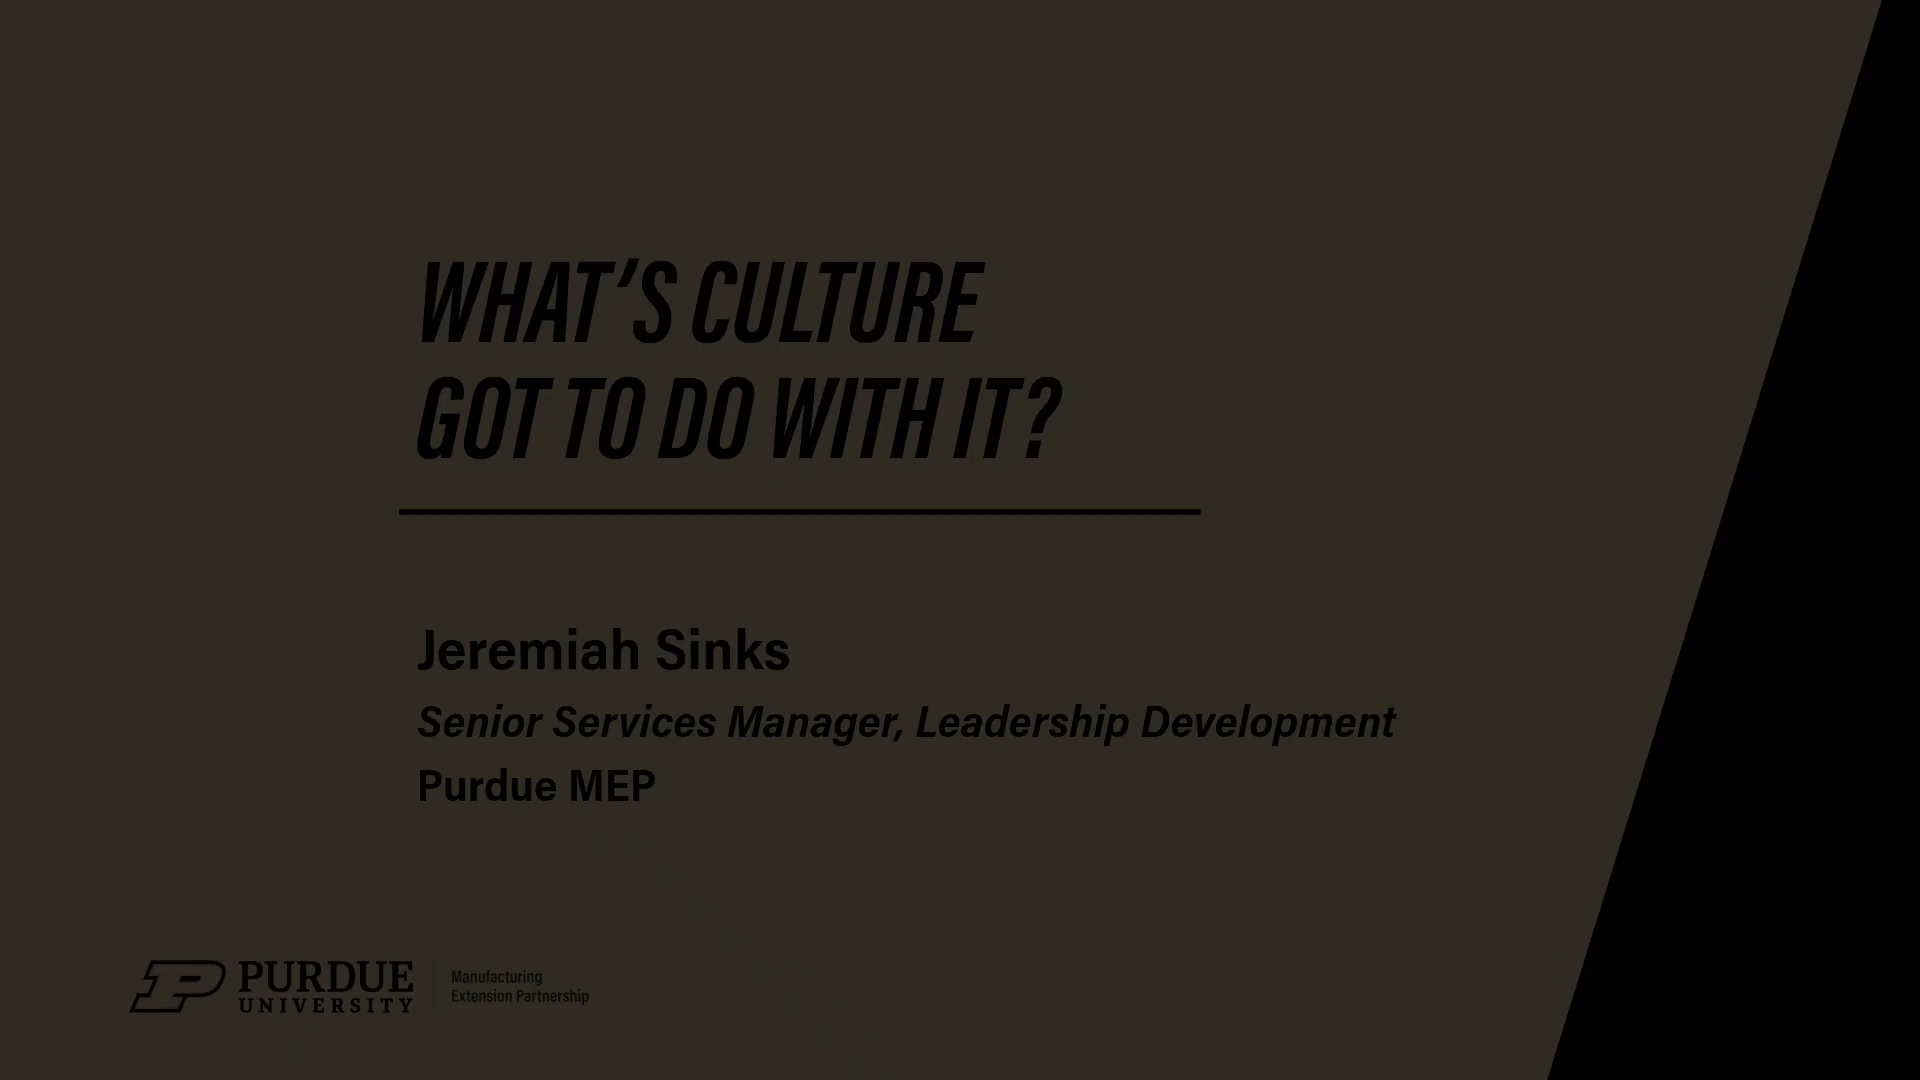 WHAT'S CULTURE
GOT TO DO WITH IT?
Jeremiah Sinks
Senior Services Manager, Leadership Development
Purdue MEP
PURDUE
UNIVERSITY
Manufacturing
Extension Partnership